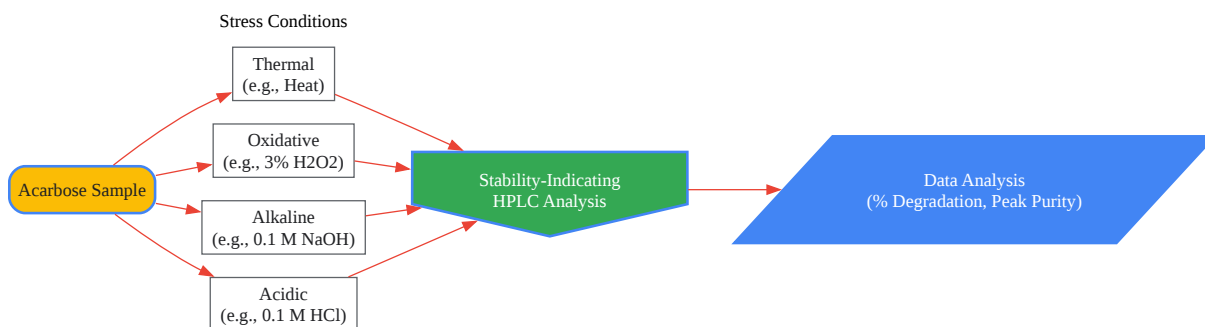 Stress Conditions
Thermal
(e.g., Heat)
Oxidative
(e.g., 3% H2O2)
Acarbose Sample
Alkaline
(e.g., 0.1 M NaOH)
Acidic
(e.g., 0.1 M HCl)
Stability-Indicating
HPLC Analysis
Data Analysis
(% Degradation, Peak Purity)